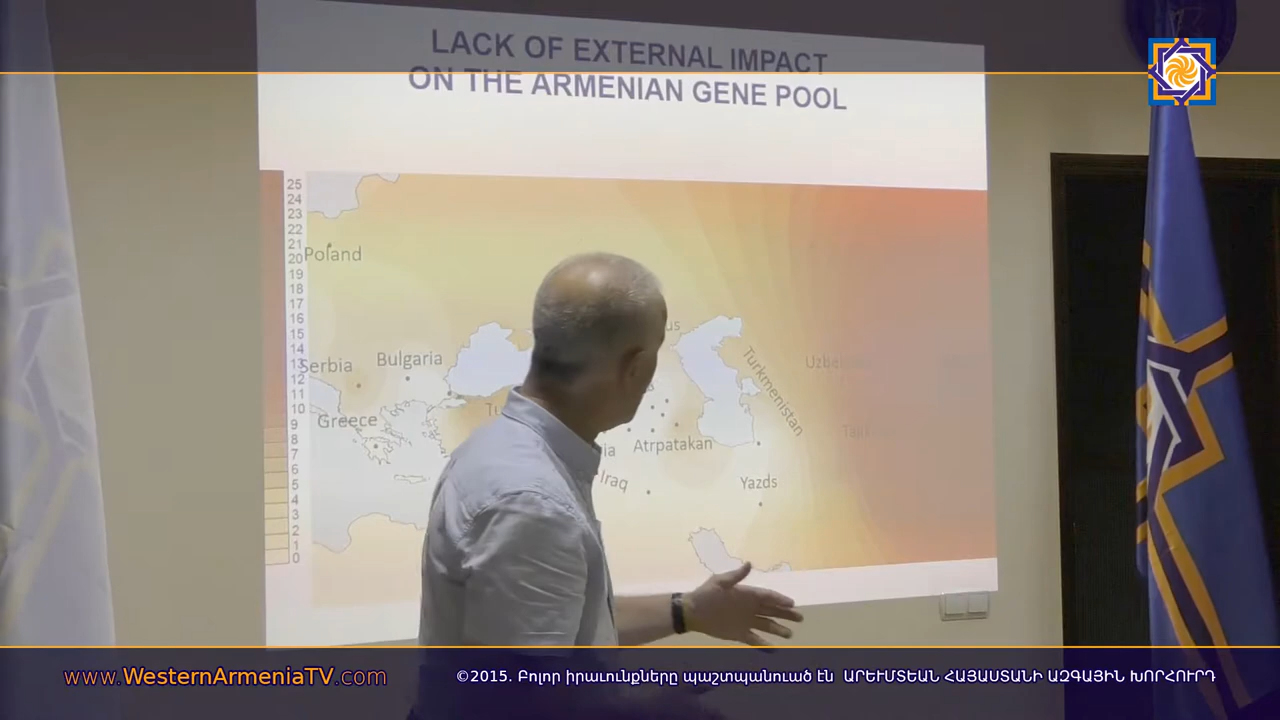 LACK OF EXTERNAL IMPACT
ON THE ARMENIAN GENE POOL
25
24
23
22
21
20
19
18
17
16
15
14
13
12
11
10
9
8
7
6
5
4
3
2
1
0
Poland
Serbia
Bulgaria
Greece
Turkmenistan
Atrpatakan
Iraq
Yazds
www.WesternArmeniaTV.com
©2015. Բոլոր իրաւունքները պաշտպանուած են ԱՐԵՒՄՏԵԱՆ ՀԱՅԱՍՏԱՆԻ ԱԶԳԱՅԻՆ ԽՈՐՀՈՒՐԴ